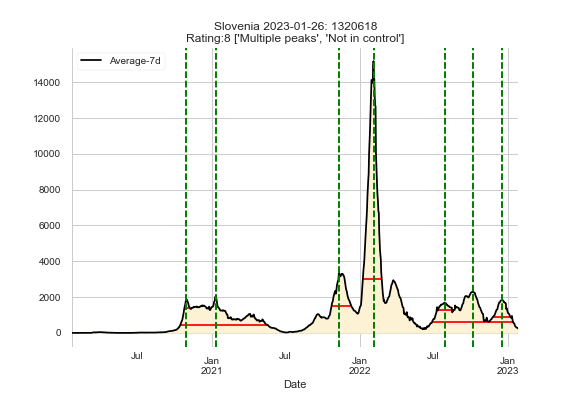 Slovenia 2023-01-26: 1320618
Rating:8 ['Multiple peaks', 'Not in control']
Average-7d
14000
12000
10000
8000
6000
4000
2000
0
Jul
Jan
2021
Jul
Jan
2022
Jul
Jan
2023
Date